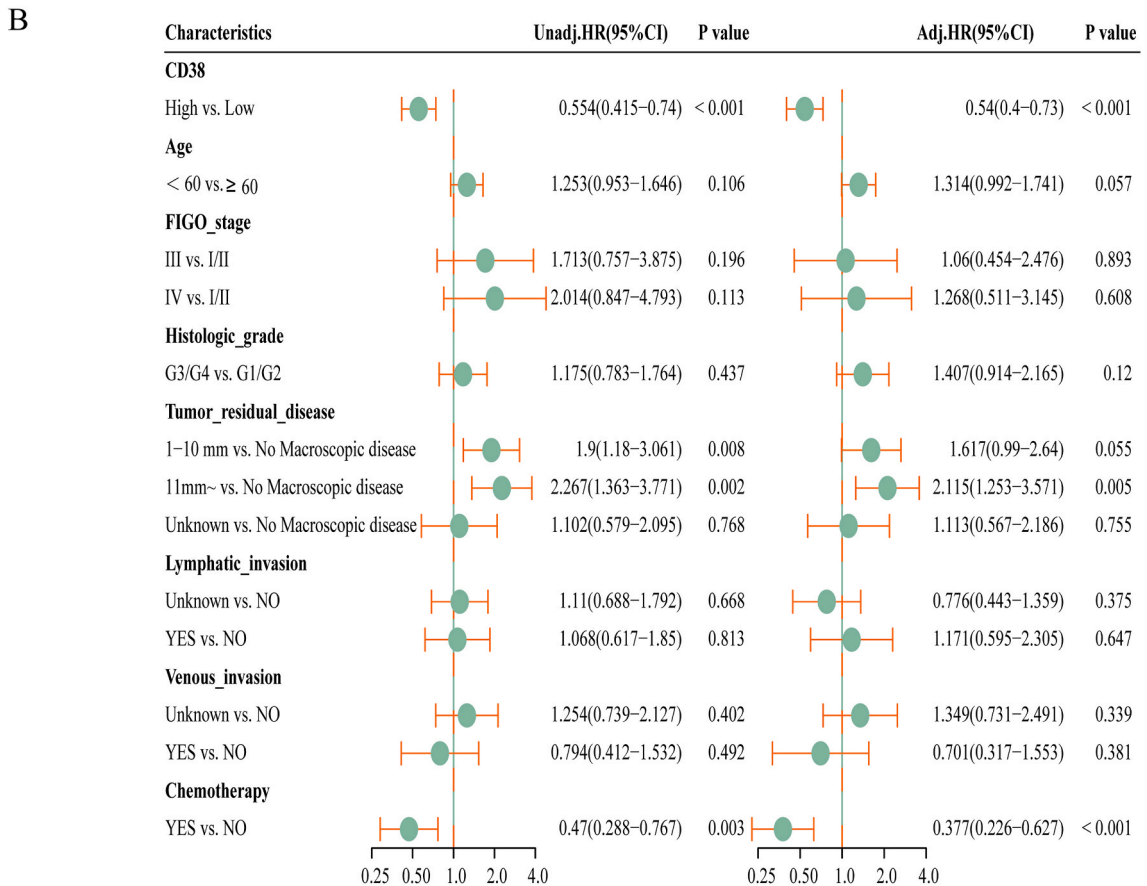 B
Characteristics Unadj.HR(95%CI) P value Adj.HR(95%CI) P value
CD38
High vs. Low 0.554(0.415−0.74) < 0.001 0.54(0.4−0.73) < 0.001
Age
< 60 vs. ≥ 60 1.253(0.953−1.646) 0.106 1.314(0.992−1.741) 0.057
FIGO_stage
III vs. I/II 1.713(0.757−3.875) 0.196 1.06(0.454−2.476) 0.893
IV vs. I/II 2.014(0.847−4.793) 0.113 1.268(0.511−3.145) 0.608
Histologic_grade
G3/G4 vs. G1/G2 1.175(0.783−1.764) 0.437 1.407(0.914−2.165) 0.12
Tumor_residual_disease
1−10 mm vs. No Macroscopic disease 1.9(1.18−3.061) 0.008 1.617(0.99−2.64) 0.055
11mm~ vs. No Macroscopic disease 2.267(1.363−3.771) 0.002 2.115(1.253−3.571) 0.005
Unknown vs. No Macroscopic disease 1.102(0.579−2.095) 0.768 1.113(0.567−2.186) 0.755
Lymphatic_invasion
Unknown vs. NO 1.11(0.688−1.792) 0.668 0.776(0.443−1.359) 0.375
YES vs. NO 1.068(0.617−1.85) 0.813 1.171(0.595−2.305) 0.647
Venous_invasion
Unknown vs. NO 1.254(0.739−2.127) 0.402 1.349(0.731−2.491) 0.339
YES vs. NO 0.794(0.412−1.532) 0.492 0.701(0.317−1.553) 0.381
Chemotherapy
YES vs. NO 0.47(0.288−0.767) 0.003 0.377(0.226−0.627) < 0.001
0.25 0.50 1.0 2.0 4.0 0.25 0.50 1.0 2.0 4.0